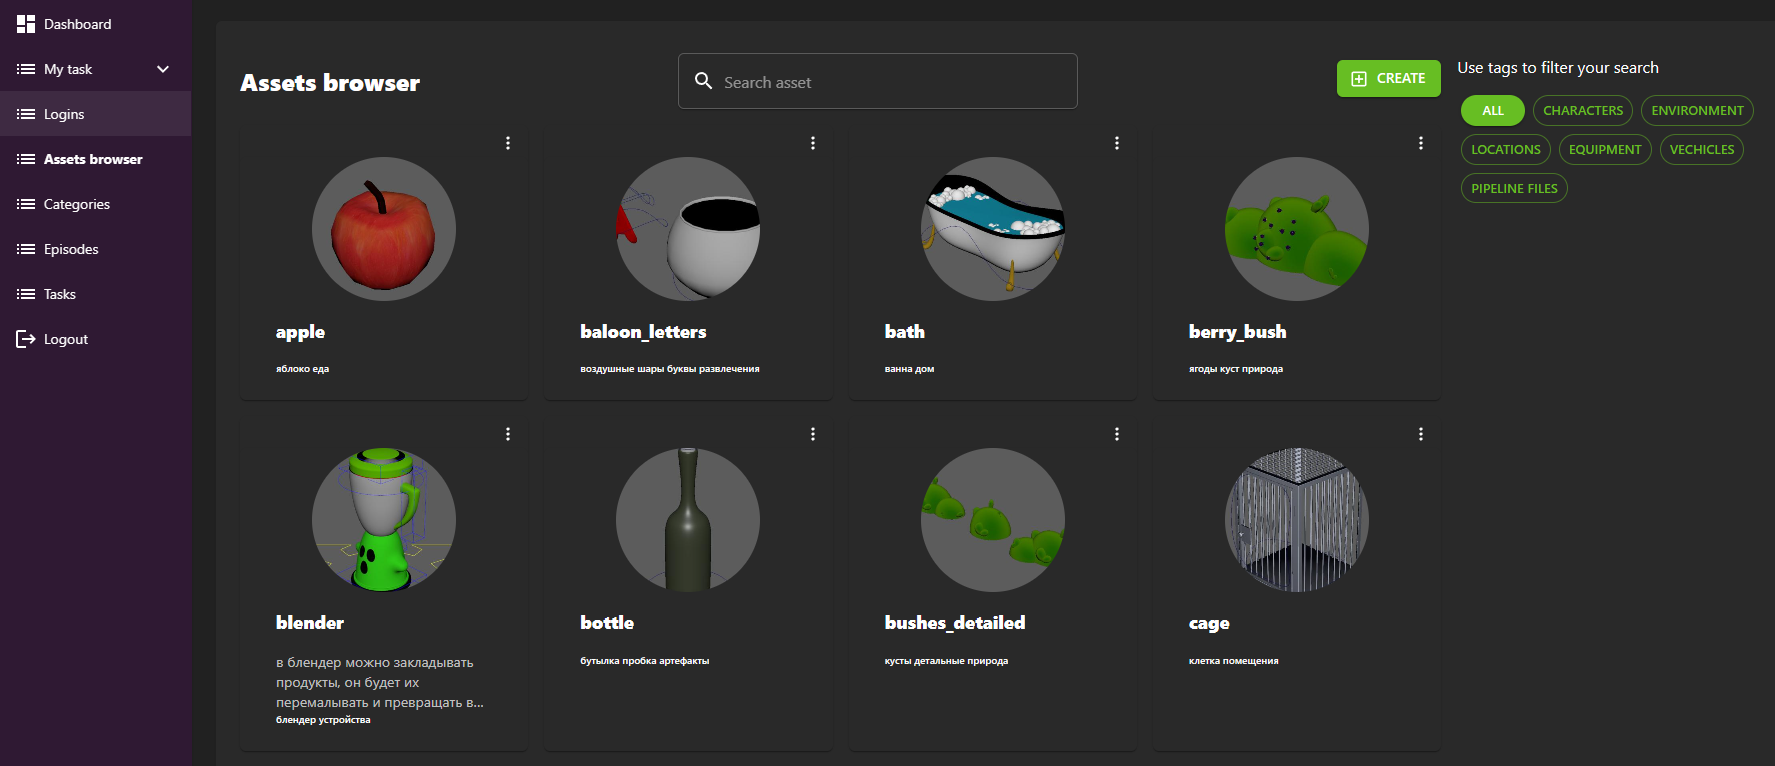 Dashboard
My task
Logins
Assets browser
Categories
Episodes
Tasks
Logout
Assets browser
Search asset
CREATE
Use tags to filter your search
ALL
CHARACTERS
ENVIRONMENT
LOCATIONS
EQUIPMENT
VECHICLES
PIPELINE FILES
apple
яблоко еда
baloon_letters
воздушные шары буквы развлечения
bath
ванна дом
berry_bush
ягоды куст природа
blender
в блендер можно закладывать
продукты, он будет их
перемалывать и превращать в...
блендер устройства
bottle
бутылка пробка артефакты
bushes_detailed
кусты детальные природа
cage
клетка помещения